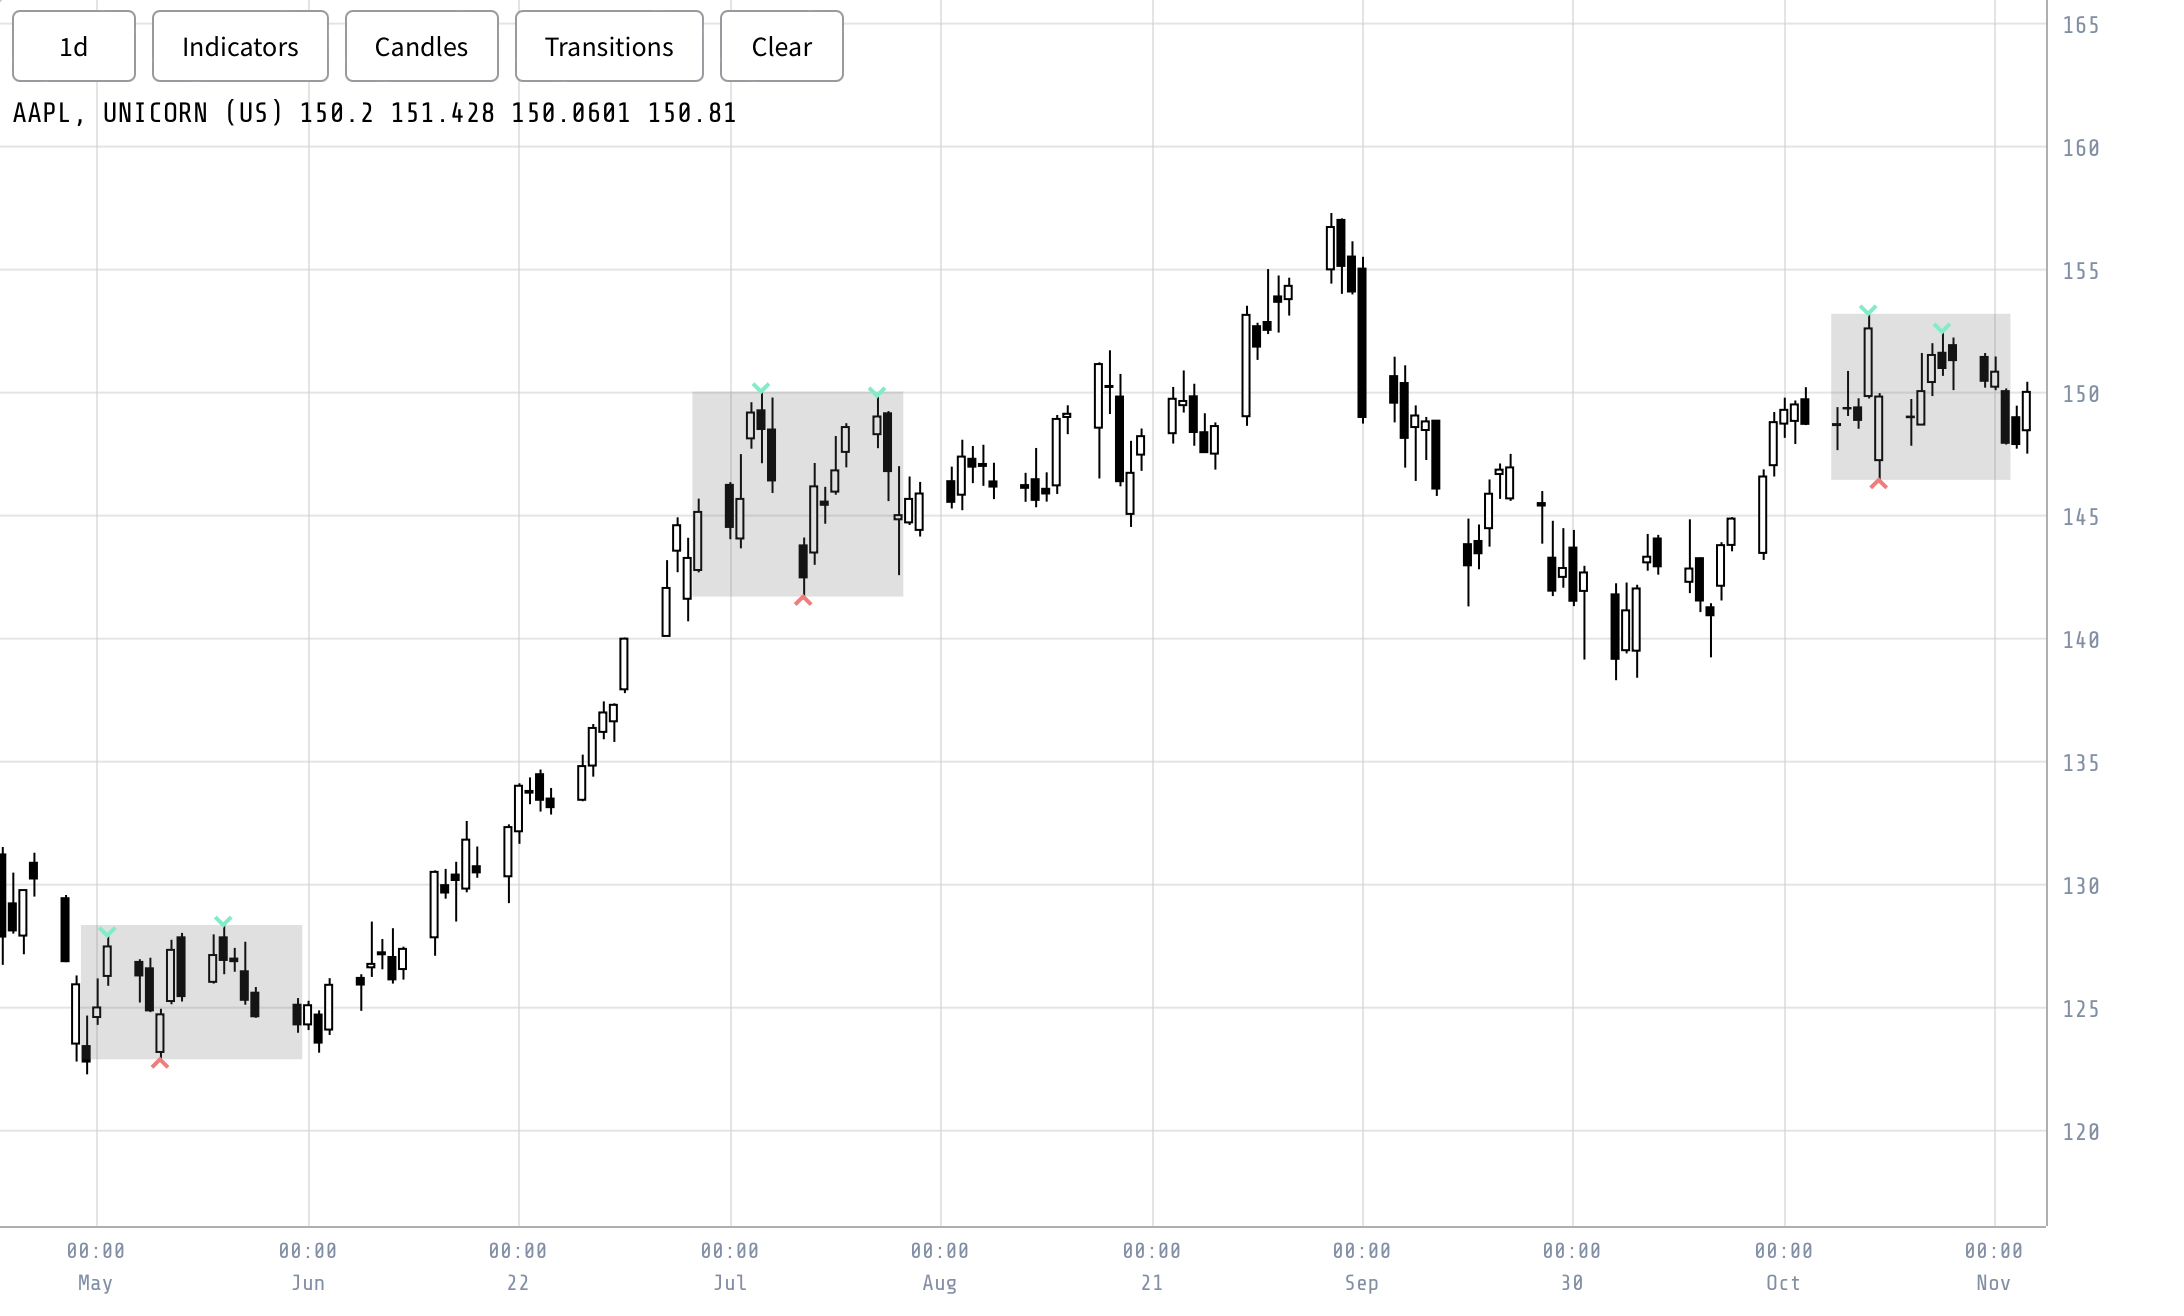 1d Indicators Candles Transitions Clear
AAPL, UNICORN (US) 150.2 151.428 150.0601 150.81
165
160
155
150
145
140
135
130
125
120
00:00 00:00 00:00 00:00 00:00 00:00 00:00 00:00 00:00 00:00
May Jun 22 Jul Aug 21 Sep 30 Oct Nov